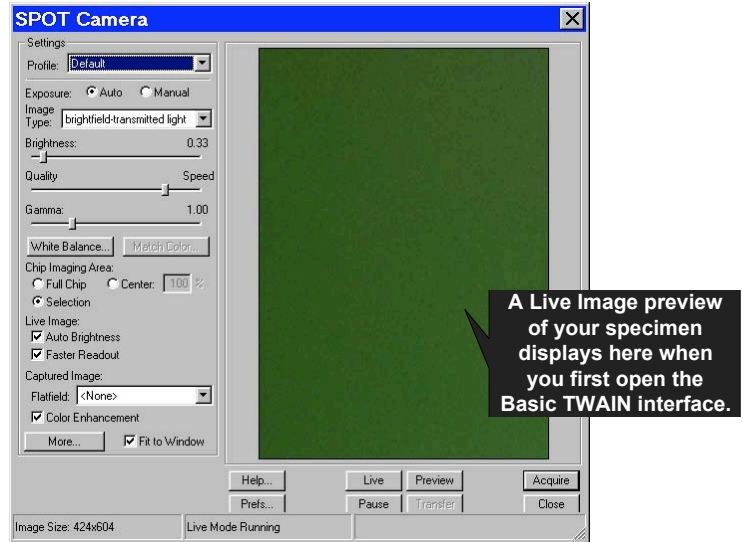 SPOT Camera
Settings
Profile: Default
Exposure: Auto Manual
Image
Type: brightfield-transmitted light
Brightness: 0.33
Quality Speed
Gamma: 1.00
White Balance... Match Color...
Chip Imaging Area:
Full Chip Center: 100 %
Selection
Live Image:
Auto Brightness
Faster Readout
Captured Image:
Flatfield: <None>
Color Enhancement
More... Fit to Window
A Live Image preview
of your specimen
displays here when
you first open the
Basic TWAIN interface.
Help... Live Preview Acquire
Prefs... Pause Transfer Close
Image Size: 424x604 Live Mode Running